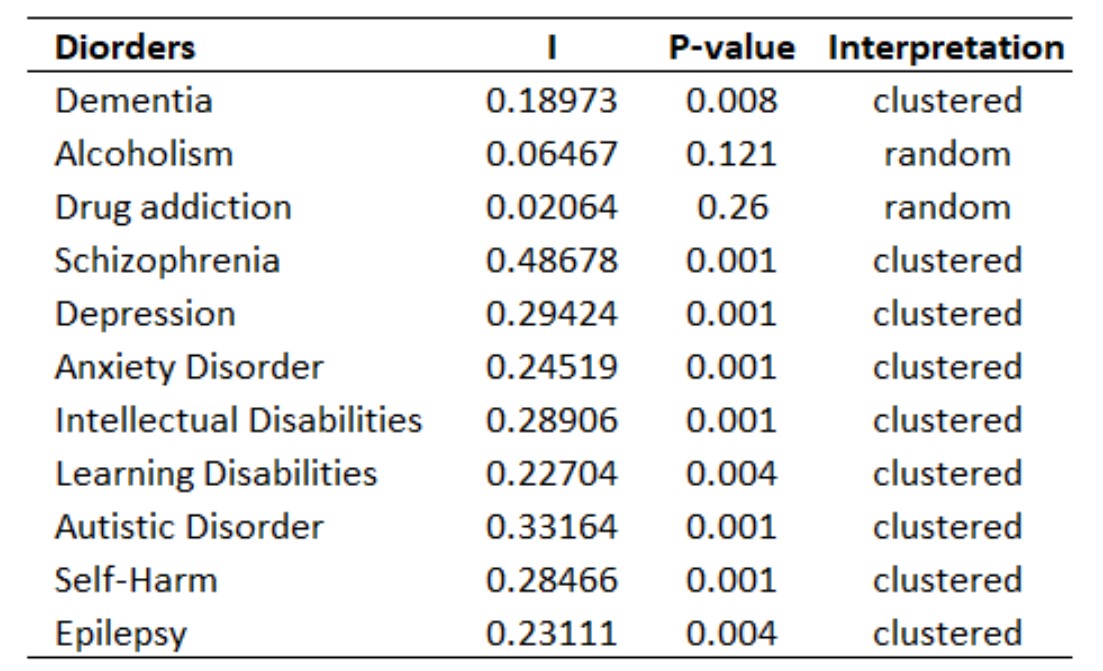 Diorders I P-value Interpretation
Dementia 0.18973 0.008 clustered
Alcoholism 0.06467 0.121 random
Drug addiction 0.02064 0.26 random
Schizophrenia 0.48678 0.001 clustered
Depression 0.29424 0.001 clustered
Anxiety Disorder 0.24519 0.001 clustered
Intellectual Disabilities 0.28906 0.001 clustered
Learning Disabilities 0.22704 0.004 clustered
Autistic Disorder 0.33164 0.001 clustered
Self-Harm 0.28466 0.001 clustered
Epilepsy 0.23111 0.004 clustered